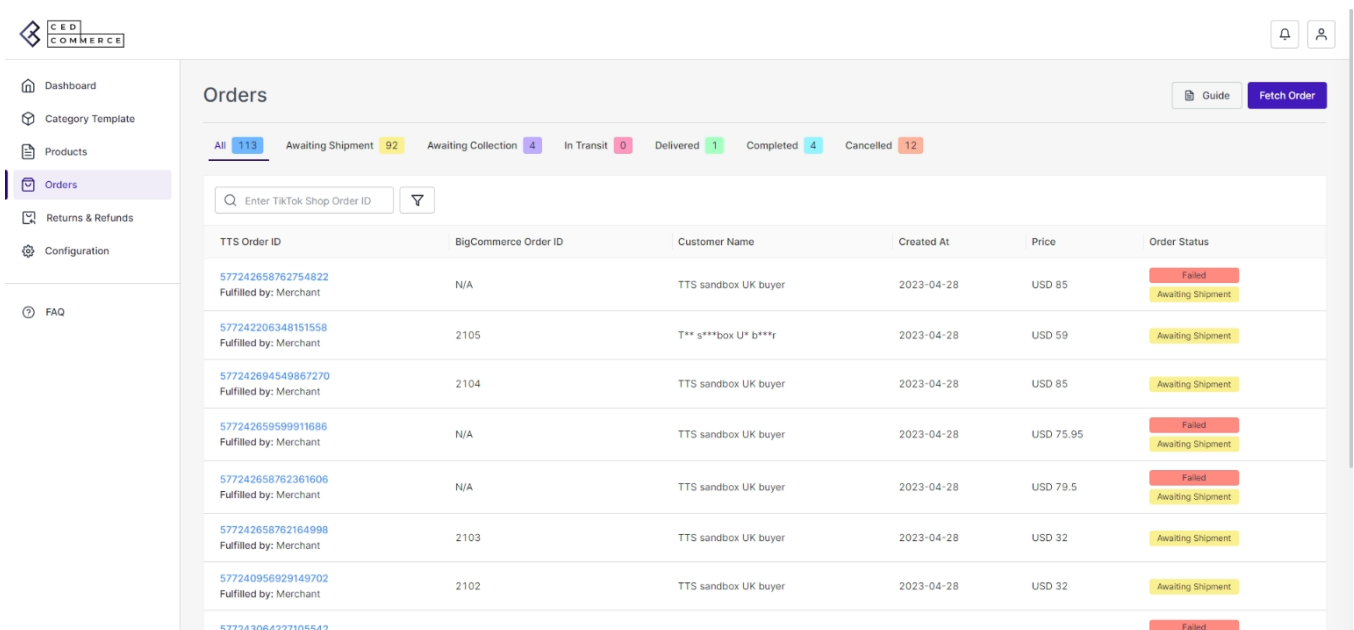 CED
COMMERCE
Dashboard
Category Template
Products
Orders
Returns & Refunds
Configuration
FAQ
Orders
Guide
Fetch Order
All 113 Awaiting Shipment 92 Awaiting Collection 4 In Transit 0 Delivered 1 Completed 4 Cancelled 12
Enter TikTok Shop Order ID
TTS Order ID BigCommerce Order ID Customer Name Created At Price Order Status
577242658762754822
Fulfilled by: Merchant
N/A TTS sandbox UK buyer 2023-04-28 USD 85
Failed
Awaiting Shipment
577242206348151558
Fulfilled by: Merchant
2105 T** s***box U* b***r 2023-04-28 USD 59 Awaiting Shipment
577242694549867270
Fulfilled by: Merchant
2104 TTS sandbox UK buyer 2023-04-28 USD 85 Awaiting Shipment
577242659599911686
Fulfilled by: Merchant
N/A TTS sandbox UK buyer 2023-04-28 USD 75.95
Failed
Awaiting Shipment
577242658762361606
Fulfilled by: Merchant
N/A TTS sandbox UK buyer 2023-04-28 USD 79.5
Failed
Awaiting Shipment
577242658762164998
Fulfilled by: Merchant
2103 TTS sandbox UK buyer 2023-04-28 USD 32 Awaiting Shipment
577240956929149702
Fulfilled by: Merchant
2102 TTS sandbox UK buyer 2023-04-28 USD 32 Awaiting Shipment
577243064227105542
Failed